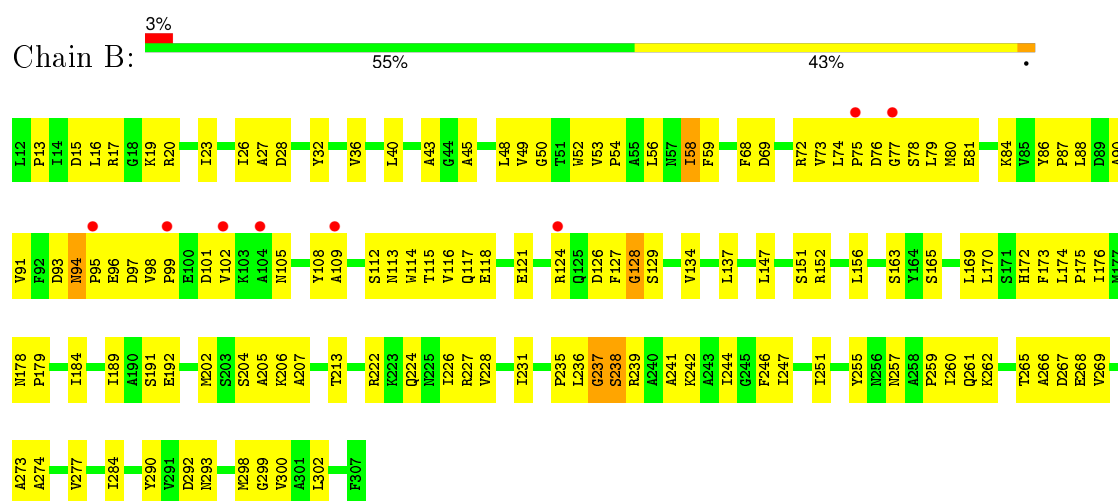 3%
Chain B:
55% 43% •
L12 P13 I14 D15 L16 R17 G18 K19 R20 I23 I26 A27 D28 Y32 V36 L40 A43 G44 A45 L48 V49 G50 T51 W52 V53 P54 A55 L56 N57 I58 F59 F68 D69 R72 V73 L74 P75 D76 G77 S78 L79 M80 E81 K84 V85 Y86 P87 L88 D89 A90
V91 F92 D93 N94 P95 E96 D97 V98 P99 E100 D101 V102 K103 A104 N105 Y108 A109 S112 N113 W114 T115 V116 Q117 E118 E121 R124 Q125 D126 F127 G128 S129 V134 L137 L147 S151 R152 L156 S163 Y164 S165 L169 L170 S171 H172 F173 L174 P175 I176 M177
N178 P179 I184 I189 A190 S191 E192 M202 S203 S204 A205 K206 A207 T213 R222 K223 Q224 N225 I226 R227 V228 I231 P235 L236 G237 S238 R239 A240 A241 K242 A243 I244 G245 F246 I247 I251 Y255 N256 N257 A258 P259 I260 Q261 K262 T265 A266 D267 E268 V269
A273 A274 V277 I284 Y290 V291 D292 N293 M298 G299 V300 A301 L302 F307